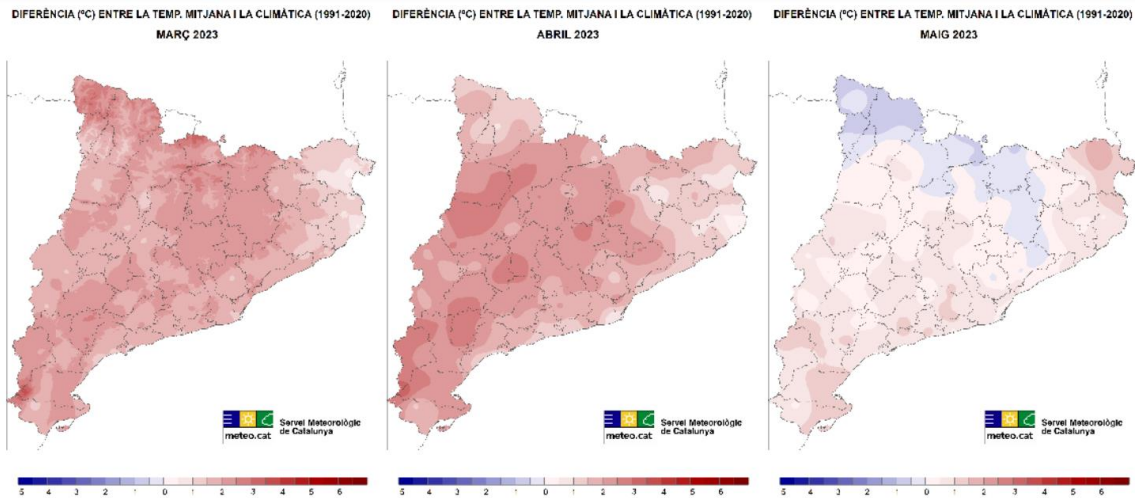 DIFERÈNCIA (ºC) ENTRE LA TEMP. MITJANA I LA CLIMÀTICA (1991-2020)
MARÇ 2023
meteo.cat
Servei Meteorològic
de Catalunya
5 4 3 2 1 0 1 2 3 4 5 6
DIFERÈNCIA (ºC) ENTRE LA TEMP. MITJANA I LA CLIMÀTICA (1991-2020)
ABRIL 2023
meteo.cat
Servei Meteorològic
de Catalunya
5 4 3 2 1 0 1 2 3 4 5 6
DIFERÈNCIA (ºC) ENTRE LA TEMP. MITJANA I LA CLIMÀTICA (1991-2020)
MAIG 2023
meteo.cat
Servei Meteorològic
de Catalunya
5 4 3 2 1 0 1 2 3 4 5 6